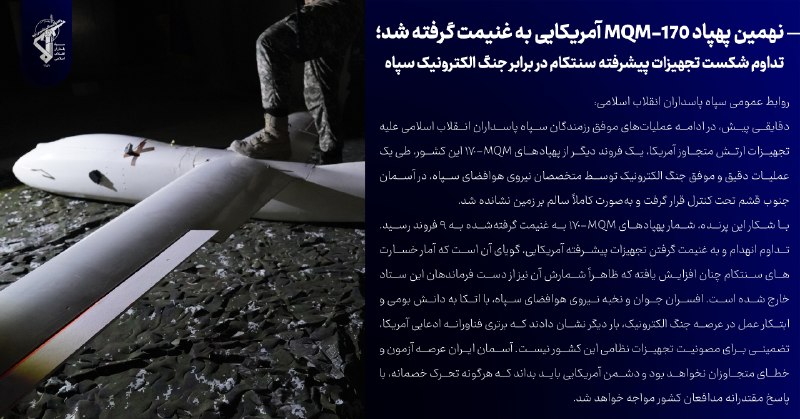 نهمین پهپاد MQM-170 آمریکایی به غنیمت گرفته شد؛
تداوم شکست تجهیزات پیشرفته سنتکام در برابر جنگ الکترونیک سپاه
روابط عمومی سپاه پاسداران انقلاب اسلامی:
دقایقی پیش، در ادامه عملیات‌های موفق رزمندگان سپاه پاسداران انقلاب اسلامی علیه
تجهیزات ارتش متجاوز آمریکا، یک فروند دیگر از پهپادهای MQM-۱۷۰ این کشور، طی یک
عملیات دقیق و موفق جنگ الکترونیک توسط متخصصان نیروی هوافضای سپاه، در آسمان
جنوب قشم تحت کنترل قرار گرفت و به‌صورت کاملاً سالم بر زمین نشانده شد.
با شکار این پرنده، شمار پهپادهای MQM-۱۷۰ به غنیمت گرفته‌شده به ۹ فروند رسید.
تداوم انهدام و به غنیمت گرفتن تجهیزات پیشرفته آمریکایی، گویای آن است که آمار خسارت
های سنتکام چنان افزایش یافته که ظاهراً شمارش آن نیز از دست فرماندهان این ستاد
خارج شده است. افسران جوان و نخبه نیروی هوافضای سپاه، با اتکا به دانش بومی و
ابتکار عمل در عرصه جنگ الکترونیک، بار دیگر نشان دادند که برتری فناورانه ادعایی آمریکا،
تضمینی برای مصونیت تجهیزات نظامی این کشور نیست. آسمان ایران عرصه آزمون و
خطای متجاوزان نخواهد بود و دشمن آمریکایی باید بداند که هرگونه تحرک خصمانه، با
پاسخ مقتدرانه مدافعان کشور مواجه خواهد شد.